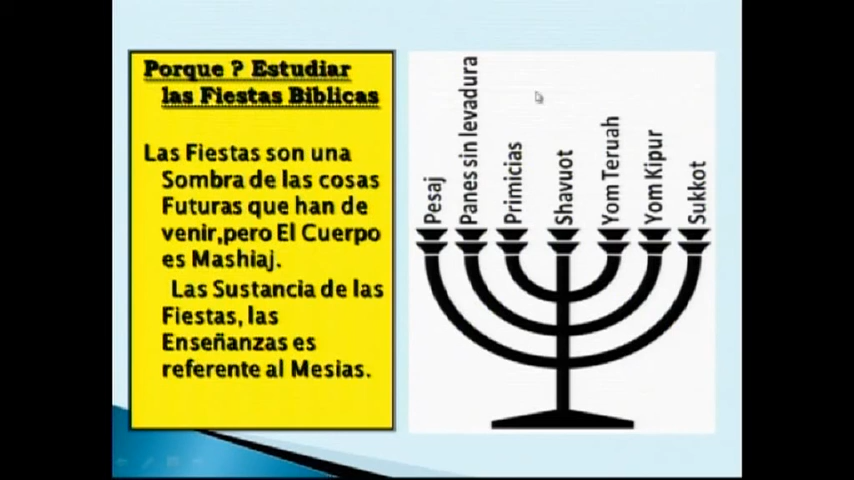 Porque ? Estudiar
las Fiestas Biblicas
Las Fiestas son una
Sombra de las cosas
Futuras que han de
venir,pero El Cuerpo
es Mashiaj.
Las Sustancia de las
Fiestas, las
Enseñanzas es
referente al Mesias.
Pesaj
Panes sin levadura
Primicias
Shavuot
Yom Teruah
Yom Kipur
Sukkot